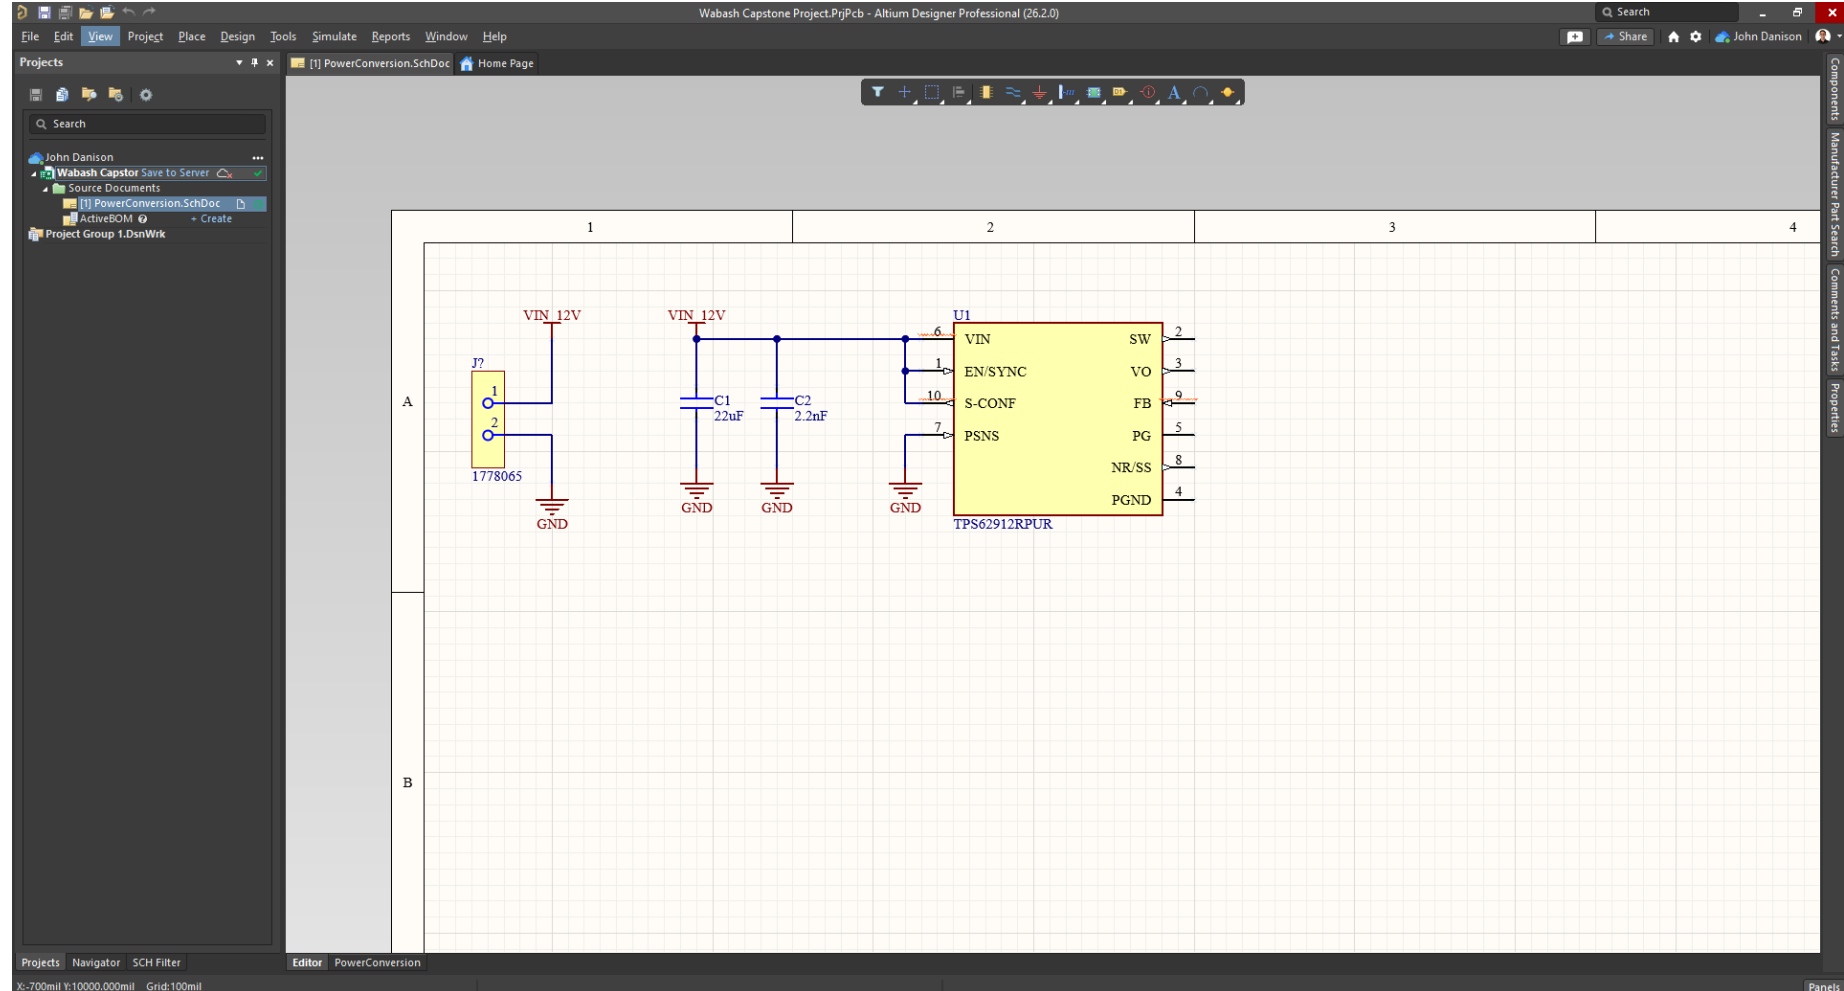 Wabash Capstone Project.PrjPcb - Altium Designer Professional (26.2.0)
Search
File Edit View Project Place Design Tools Simulate Reports Window Help
Share
John Danison
Projects
[1] PowerConversion.SchDoc
Home Page
Search
John Danison
Wabash Capstor Save to Server
Source Documents
[1] PowerConversion.SchDoc
ActiveBOM
+ Create
Project Group 1.DsnWrk
Components
Manufacturer Part Search
Comments and Tasks
Properties
1 2 3 4
A
B
VIN_12V
J?
1
2
1778065
GND
VIN_12V
C1
22uF
C2
2.2nF
GND
GND
GND
U1
6 VIN SW 2
1 EN/SYNC VO 3
10 S-CONF FB 9
7 PSNS PG 5
NR/SS 8
PGND 4
TPS62912RPUR
Projects Navigator SCH Filter
Editor PowerConversion
X:-700mil Y:10000.000mil Grid:100mil
Panels